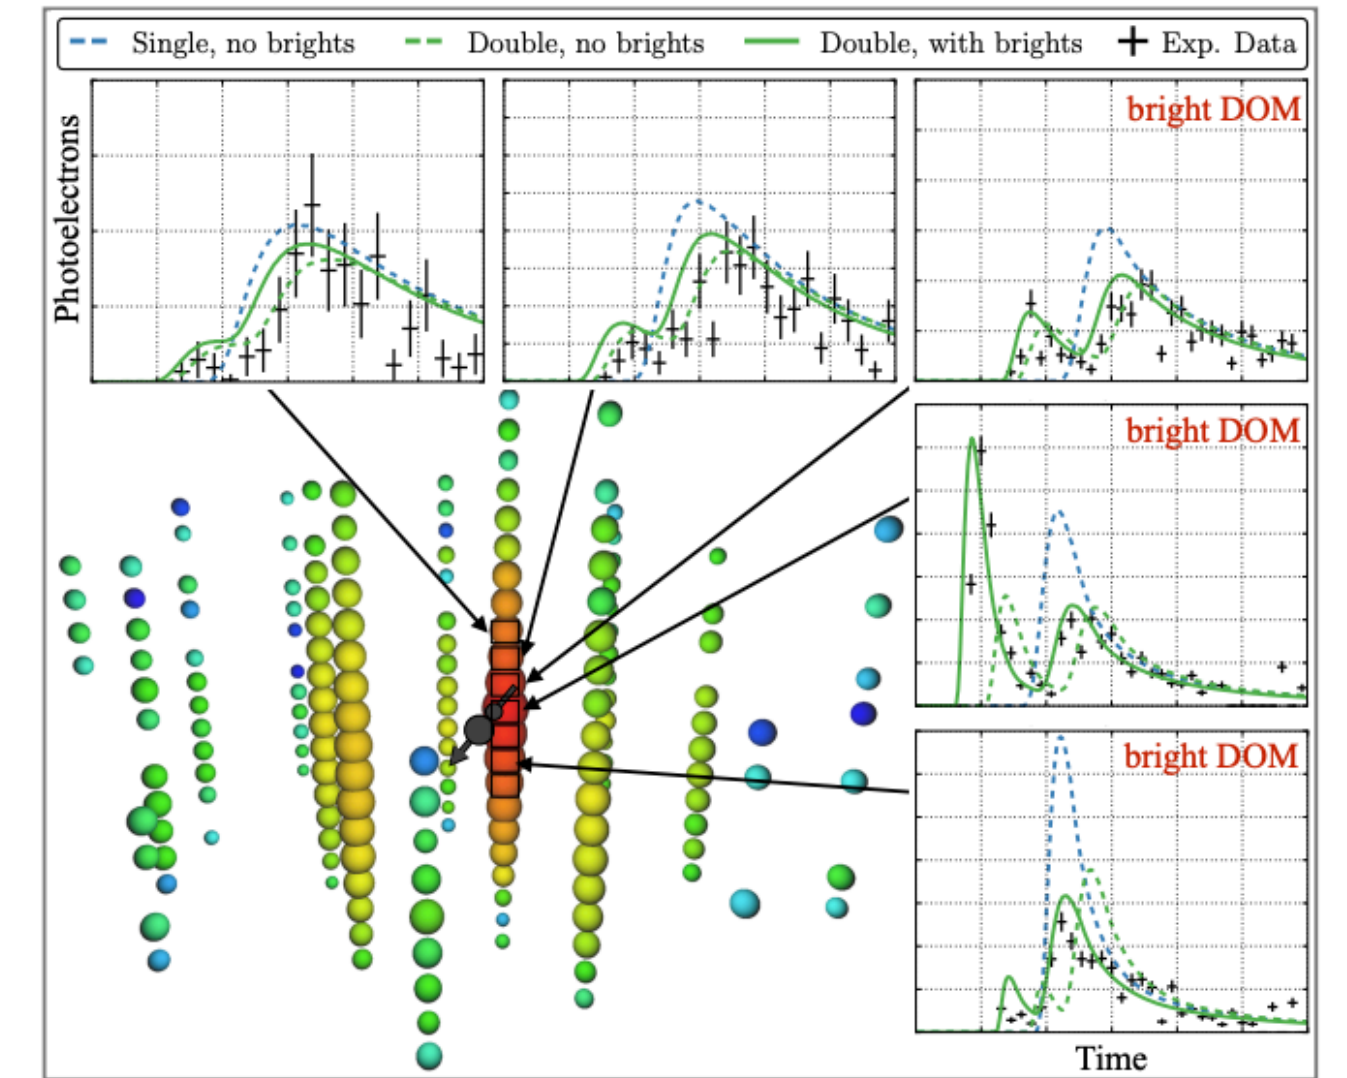 Single, no brights
Double, no brights
Double, with brights
Exp. Data
Photoelectrons
bright DOM
bright DOM
bright DOM
Time